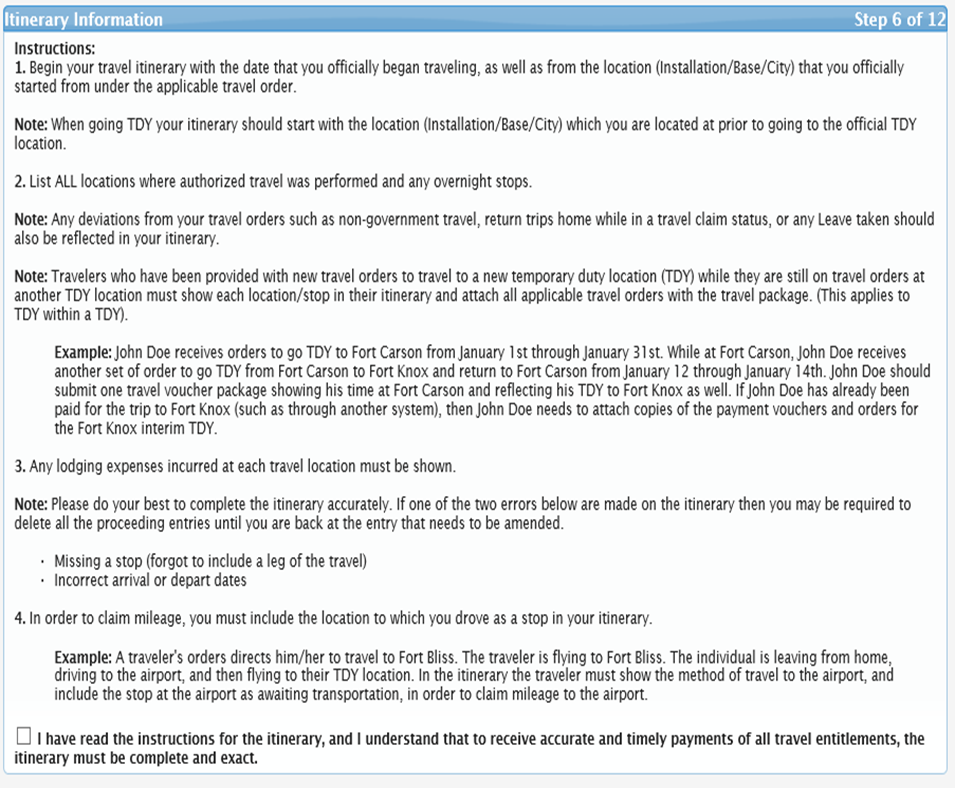 Itinerary Information
Step 6 of 12
Instructions:
1. Begin your travel itinerary with the date that you officially began traveling, as well as from the location (Installation/Base/City) that you officially
started from under the applicable travel order.
Note: When going TDY your itinerary should start with the location (Installation/Base/City) which you are located at prior to going to the official TDY
location.
2. List ALL locations where authorized travel was performed and any overnight stops.
Note: Any deviations from your travel orders such as non-government travel, return trips home while in a travel claim status, or any Leave taken should
also be reflected in your itinerary.
Note: Travelers who have been provided with new travel orders to travel to a new temporary duty location (TDY) while they are still on travel orders at
another TDY location must show each location/stop in their itinerary and attach all applicable travel orders with the travel package. (This applies to
TDY within a TDY).
Example: John Doe receives orders to go TDY to Fort Carson from January 1st through January 31st. While at Fort Carson, John Doe receives
another set of order to go TDY from Fort Carson to Fort Knox and return to Fort Carson from January 12 through January 14th. John Doe should
submit one travel voucher package showing his time at Fort Carson and reflecting his TDY to Fort Knox as well. If John Doe has already been
paid for the trip to Fort Knox (such as through another system), then John Doe needs to attach copies of the payment vouchers and orders for
the Fort Knox interim TDY.
3. Any lodging expenses incurred at each travel location must be shown.
Note: Please do your best to complete the itinerary accurately. If one of the two errors below are made on the itinerary then you may be required to
delete all the proceeding entries until you are back at the entry that needs to be amended.
· Missing a stop (forgot to include a leg of the travel)
· Incorrect arrival or depart dates
4. In order to claim mileage, you must include the location to which you drove as a stop in your itinerary.
Example: A traveler's orders directs him/her to travel to Fort Bliss. The traveler is flying to Fort Bliss. The individual is leaving from home,
driving to the airport, and then flying to their TDY location. In the itinerary the traveler must show the method of travel to the airport, and
include the stop at the airport as awaiting transportation, in order to claim mileage to the airport.
I have read the instructions for the itinerary, and I understand that to receive accurate and timely payments of all travel entitlements, the
itinerary must be complete and exact.